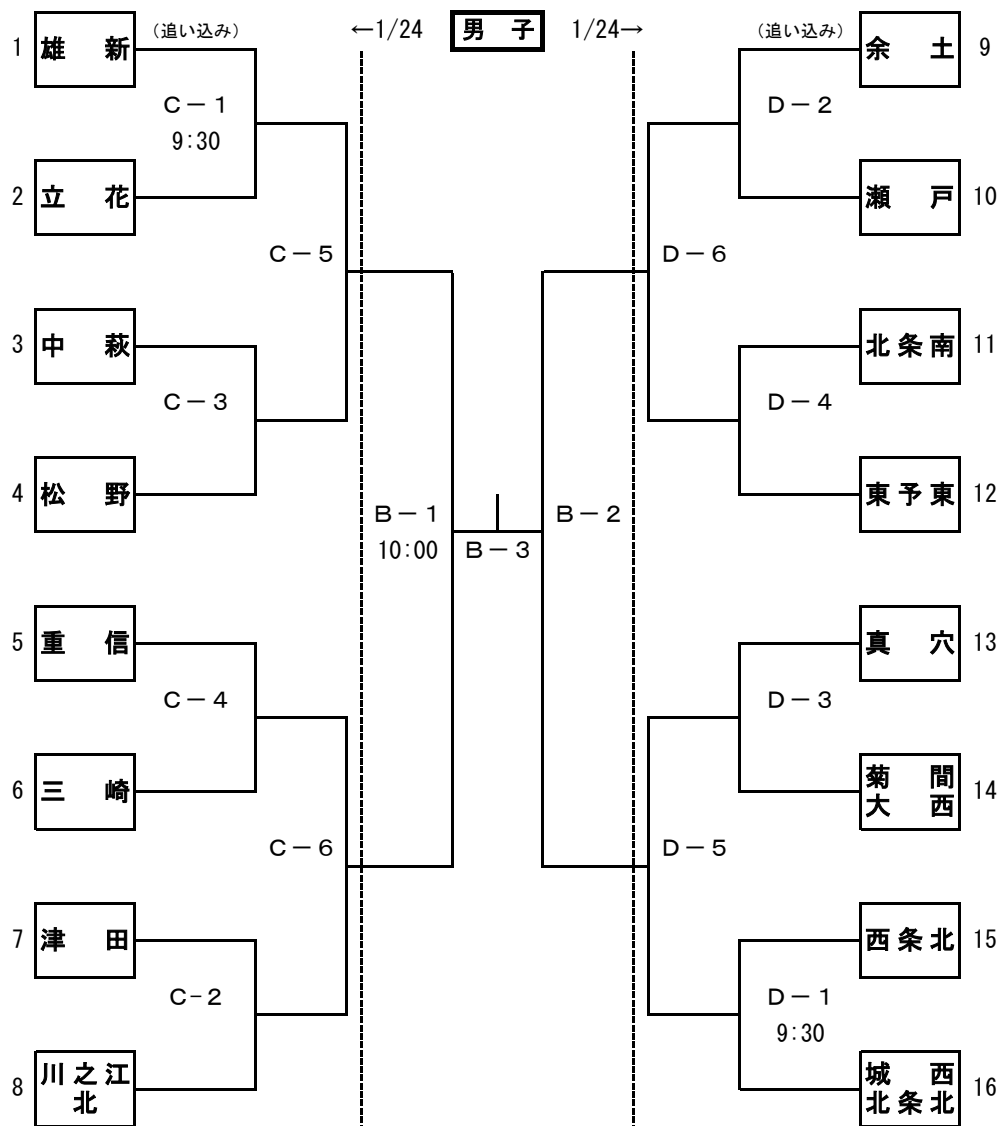 (追い込み) ←1/24 男 子 1/24→ (追い込み)
1 雄 新
余 土 9
C-1
9:30
D-2
2 立 花
瀬 戸 10
C-5
D-6
3 中 萩
北条南 11
C-3
D-4
4 松 野
東予東 12
B-1
10:00
B-3
B-2
5 重 信
真 穴 13
C-4
D-3
6 三 崎
菊 間
大 西
14
C-6
D-5
7 津 田
西条北 15
C-2
D-1
9:30
8
川之江
北
城 西
北条北
16